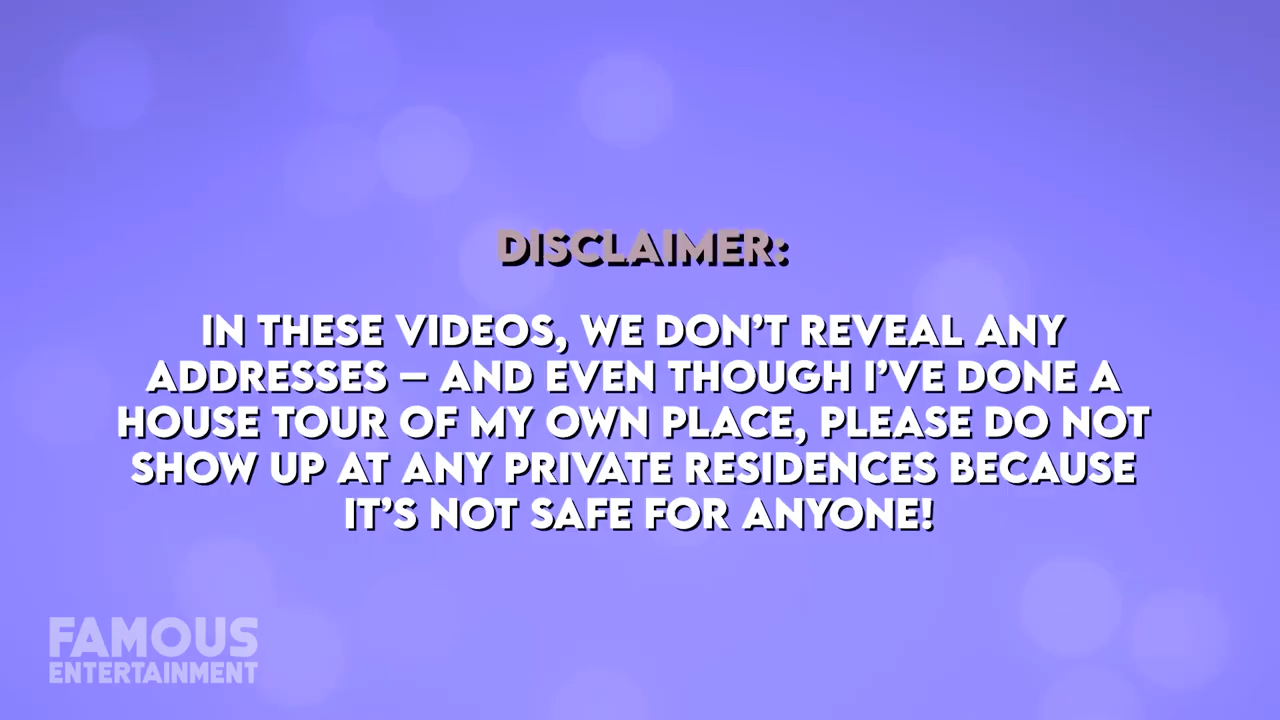 DISCLAIMER:
IN THESE VIDEOS, WE DON'T REVEAL ANY
ADDRESSES – AND EVEN THOUGH I'VE DONE A
HOUSE TOUR OF MY OWN PLACE, PLEASE DO NOT
SHOW UP AT ANY PRIVATE RESIDENCES BECAUSE
IT'S NOT SAFE FOR ANYONE!
FAMOUS
ENTERTAINMENT